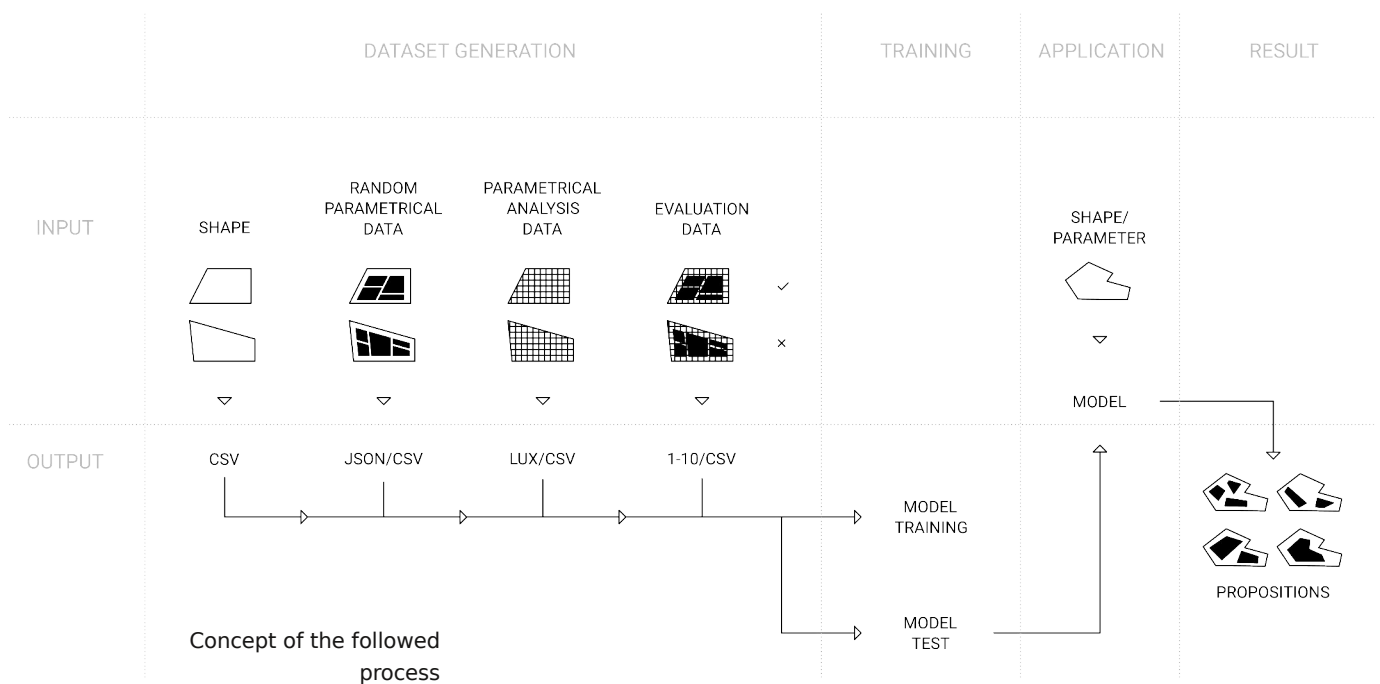 DATASET GENERATION
TRAINING
APPLICATION
RESULT
INPUT
SHAPE
RANDOM
PARAMETRICAL
DATA
PARAMETRICAL
ANALYSIS
DATA
EVALUATION
DATA
SHAPE/
PARAMETER
MODEL
OUTPUT
CSV
JSON/CSV
LUX/CSV
1-10/CSV
MODEL
TRAINING
MODEL
TEST
PROPOSITIONS
Concept of the followed
process